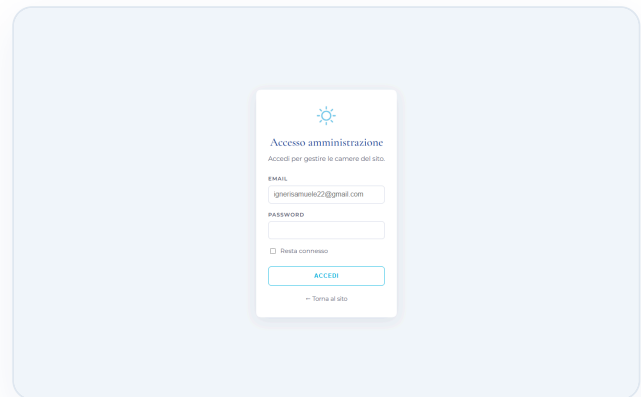 Accesso amministrazione
Accedi per gestire le camere del sito.
EMAIL
ignerisamuele22@gmail.com
PASSWORD
Resta connesso
ACCEDI
← Torna al sito